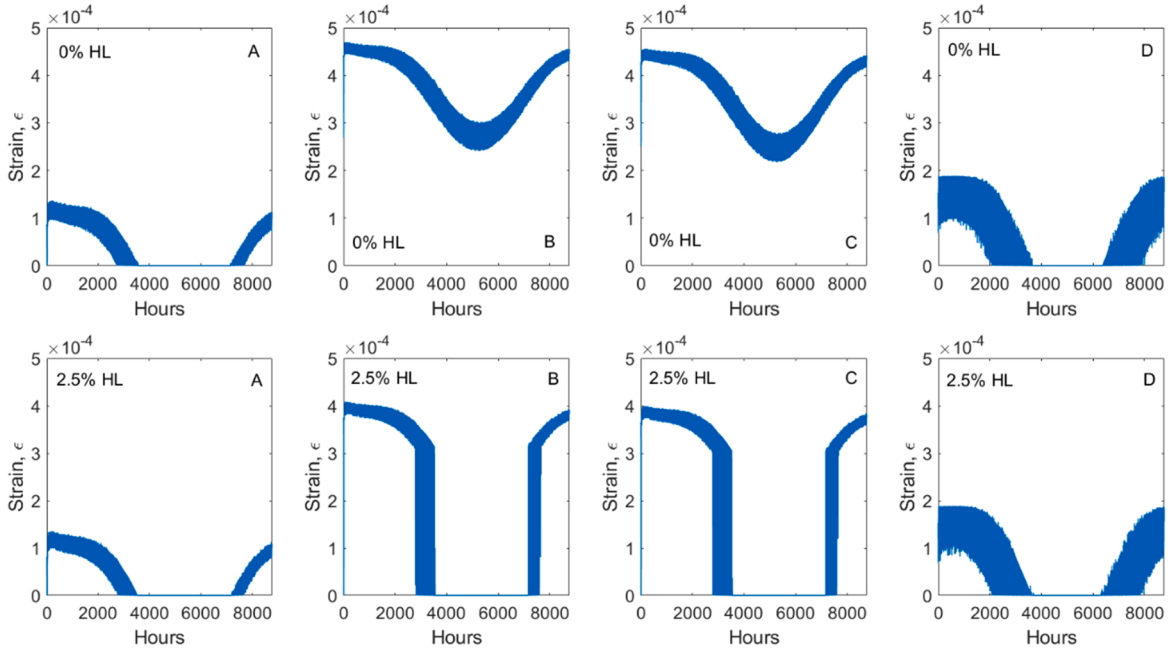 ×10⁻⁴ ×10⁻⁴ ×10⁻⁴ ×10⁻⁴
5 5 5 5
0% HL A D 0% HL
4 4 4 4
Strain, ϵ Strain, ϵ Strain, ϵ Strain, ϵ
3 3 3 3
2 2 2 2
1 1 1 1
0% HL B 0% HL C
0 0 0 0
0 2000 4000 6000 8000 0 2000 4000 6000 8000 0 2000 4000 6000 8000 0 2000 4000 6000 8000
Hours Hours Hours Hours
×10⁻⁴ ×10⁻⁴ ×10⁻⁴ ×10⁻⁴
5 5 5 5
2.5% HL A 2.5% HL B 2.5% HL C 2.5% HL D
4 4 4 4
Strain, ϵ Strain, ϵ Strain, ϵ Strain, ϵ
3 3 3 3
2 2 2 2
1 1 1 1
0 0 0 0
0 2000 4000 6000 8000 0 2000 4000 6000 8000 0 2000 4000 6000 8000 0 2000 4000 6000 8000
Hours Hours Hours Hours